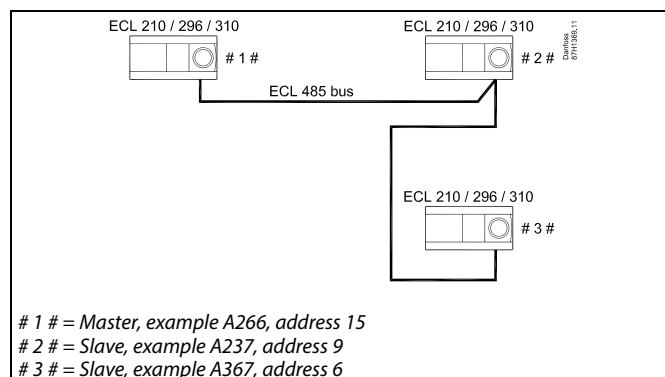 ECL 210 / 296 / 310
# 1 #
ECL 210 / 296 / 310
# 2 #
Danfoss
87H1369.11
ECL 485 bus
ECL 210 / 296 / 310
# 3 #
# 1 # = Master, example A266, address 15
# 2 # = Slave, example A237, address 9
# 3 # = Slave, example A367, address 6